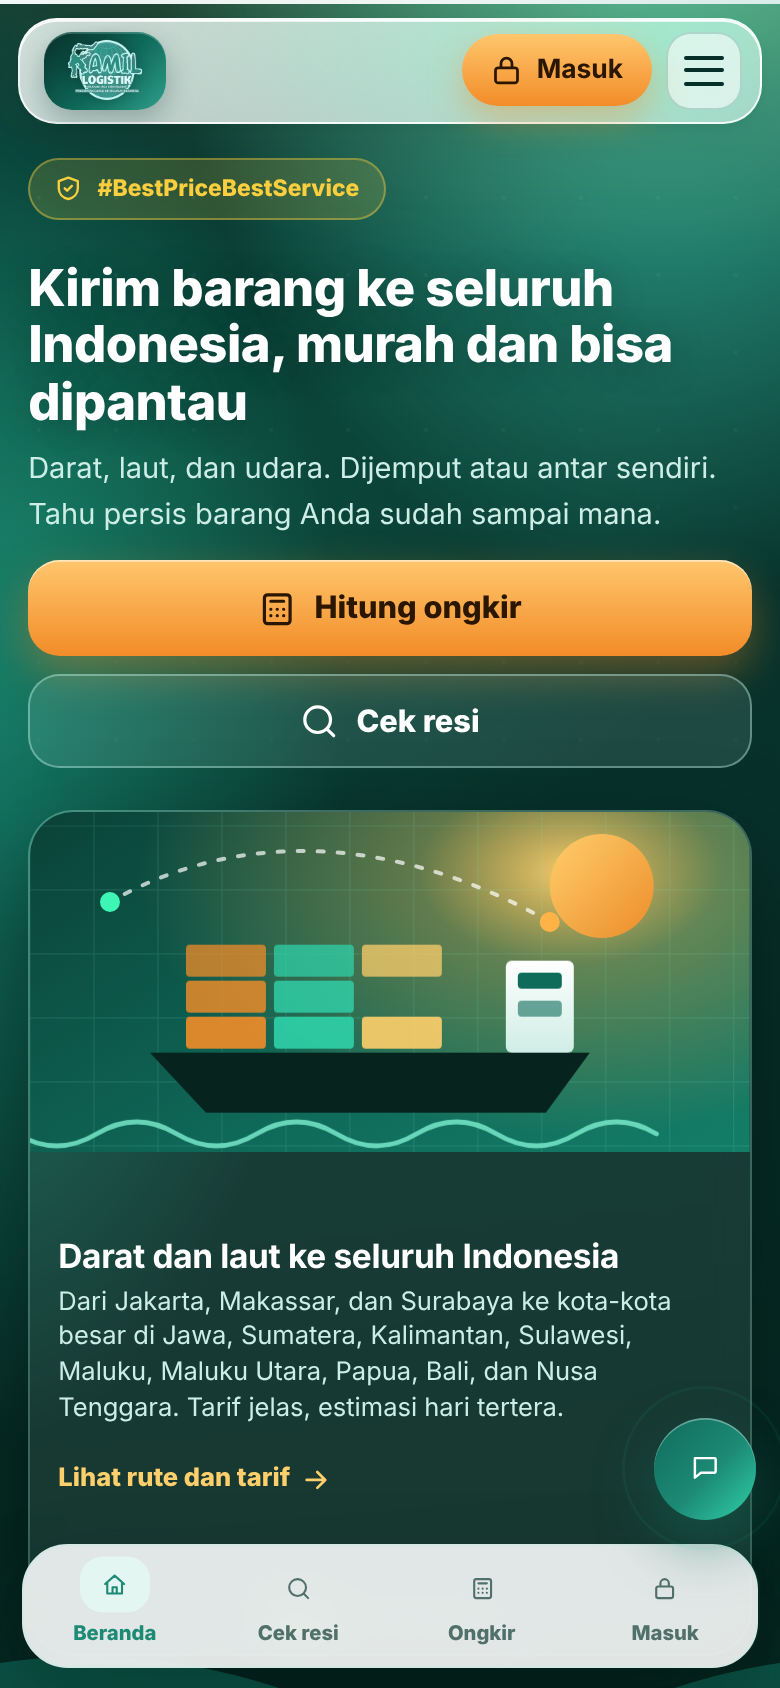 KAMIL
LOGISTIK
Masuk
#BestPriceBestService
Kirim barang ke seluruh
Indonesia, murah dan bisa
dipantau
Darat, laut, dan udara. Dijemput atau antar sendiri.
Tahu persis barang Anda sudah sampai mana.
Hitung ongkir
Cek resi
Darat dan laut ke seluruh Indonesia
Dari Jakarta, Makassar, dan Surabaya ke kota-kota
besar di Jawa, Sumatera, Kalimantan, Sulawesi,
Maluku, Maluku Utara, Papua, Bali, dan Nusa
Tenggara. Tarif jelas, estimasi hari tertera.
Lihat rute dan tarif →
Beranda
Cek resi
Ongkir
Masuk